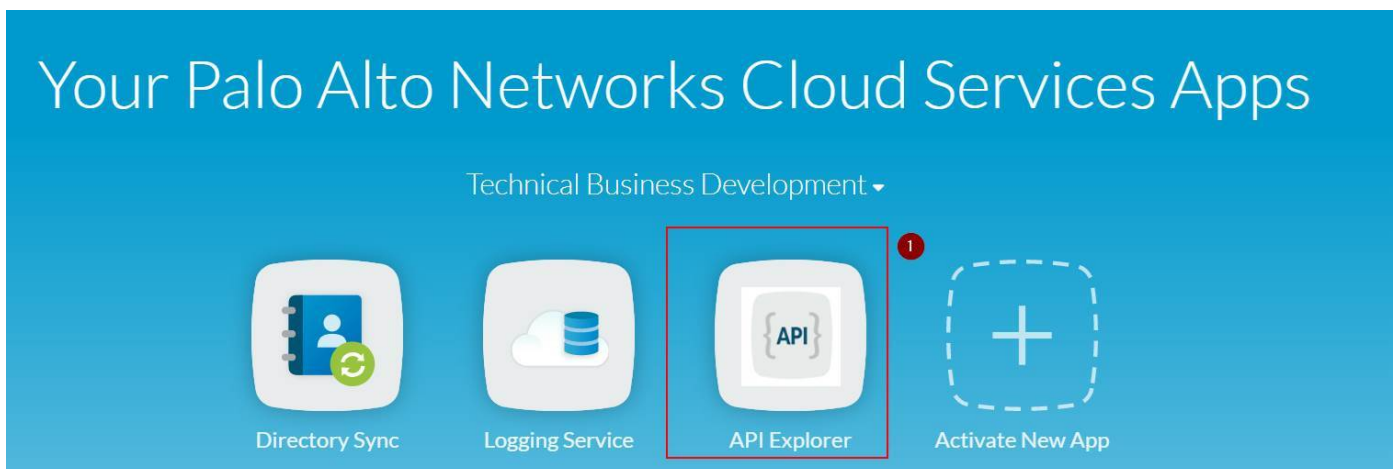 Your Palo Alto Networks Cloud Services Apps
Technical Business Development
1
{API}
Directory Sync
Logging Service
API Explorer
Activate New App